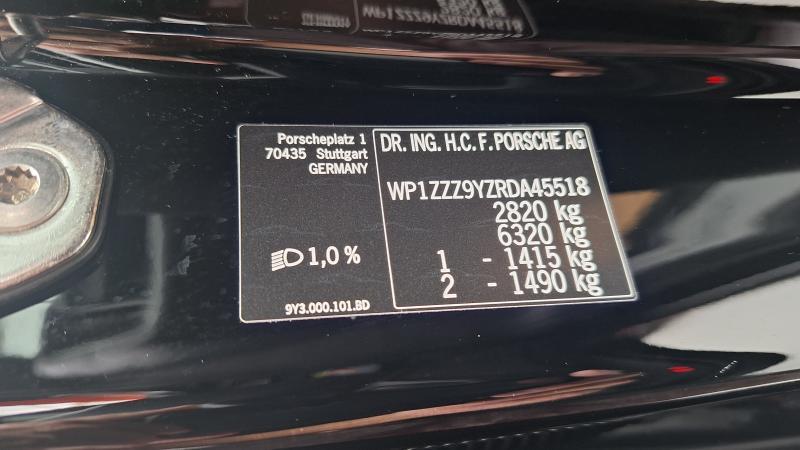 Porscheplatz 1
70435 Stuttgart
GERMANY
1,0 %
9Y3.000.101.BD
DR. ING. H.C. F. PORSCHE AG
WP1ZZZ9YZRDA45518
2820 kg
6320 kg
1 - 1415 kg
2 - 1490 kg